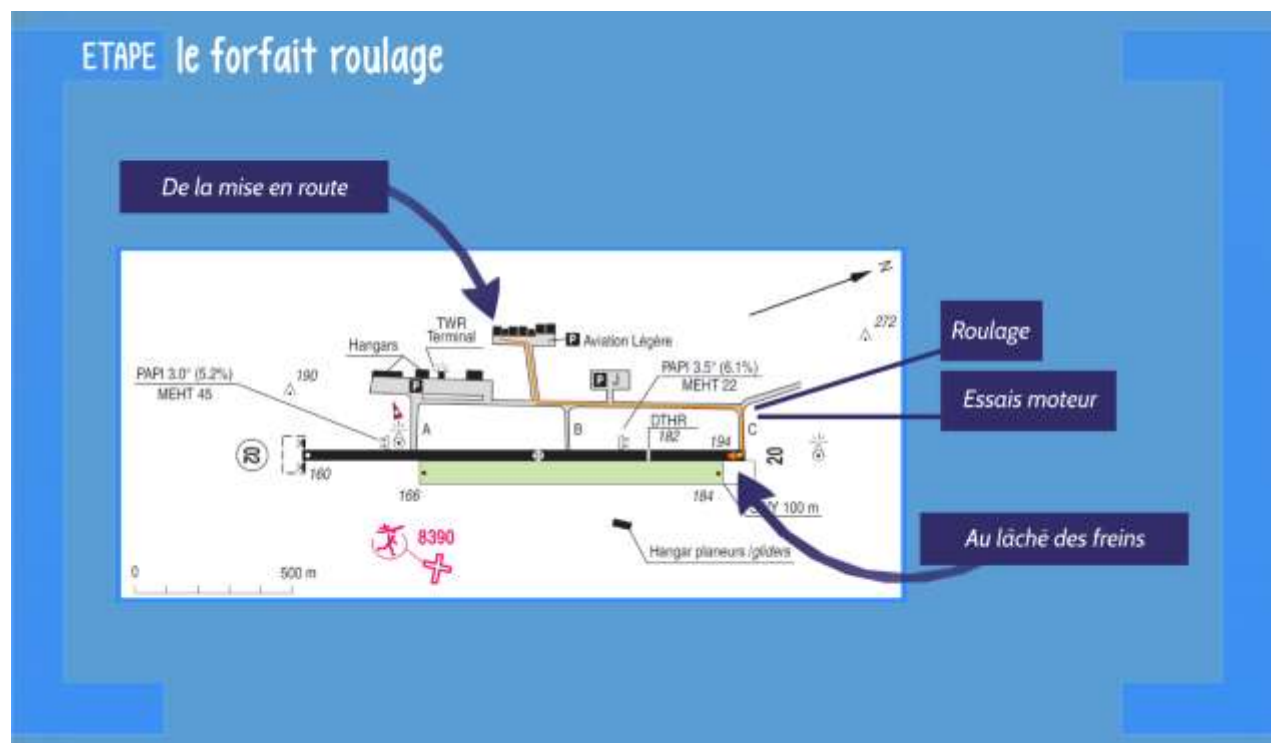 ETAPE le forfait roulage
De la mise en route
N
272
TWR
Terminal
Hangars
P Aviation Légère
Roulage
PAPI 3.0° (5.2%)
MEHT 45
190
P
P J
PAPI 3.5° (6.1%)
MEHT 22
Essais moteur
A
B
DTHR
182
194
C
02
20
160
166
184
100 m
8390
Hangar planeurs /gliders
Au lâché des freins
0
500 m